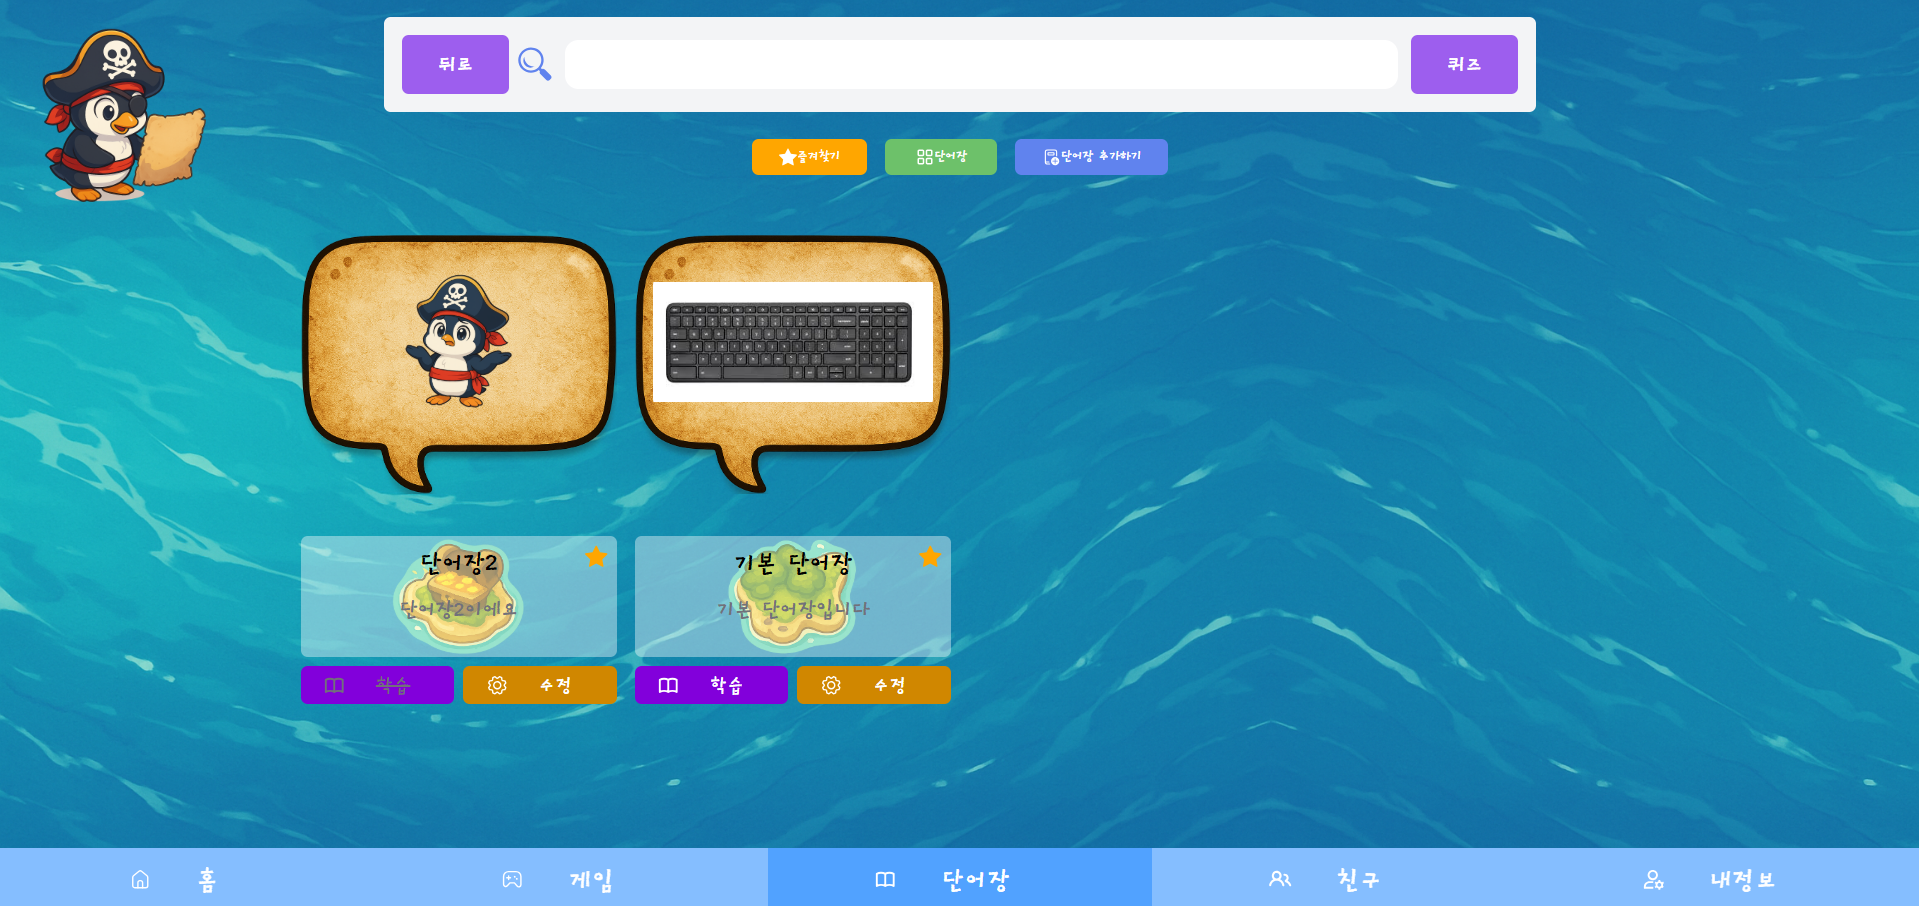 뒤로
퀴즈
즐겨찾기
단어장
단어장 추가하기
단어장2
단어장2이에요
기본 단어장
기본 단어장입니다
학습
수정
학습
수정
홈
게임
단어장
친구
내정보